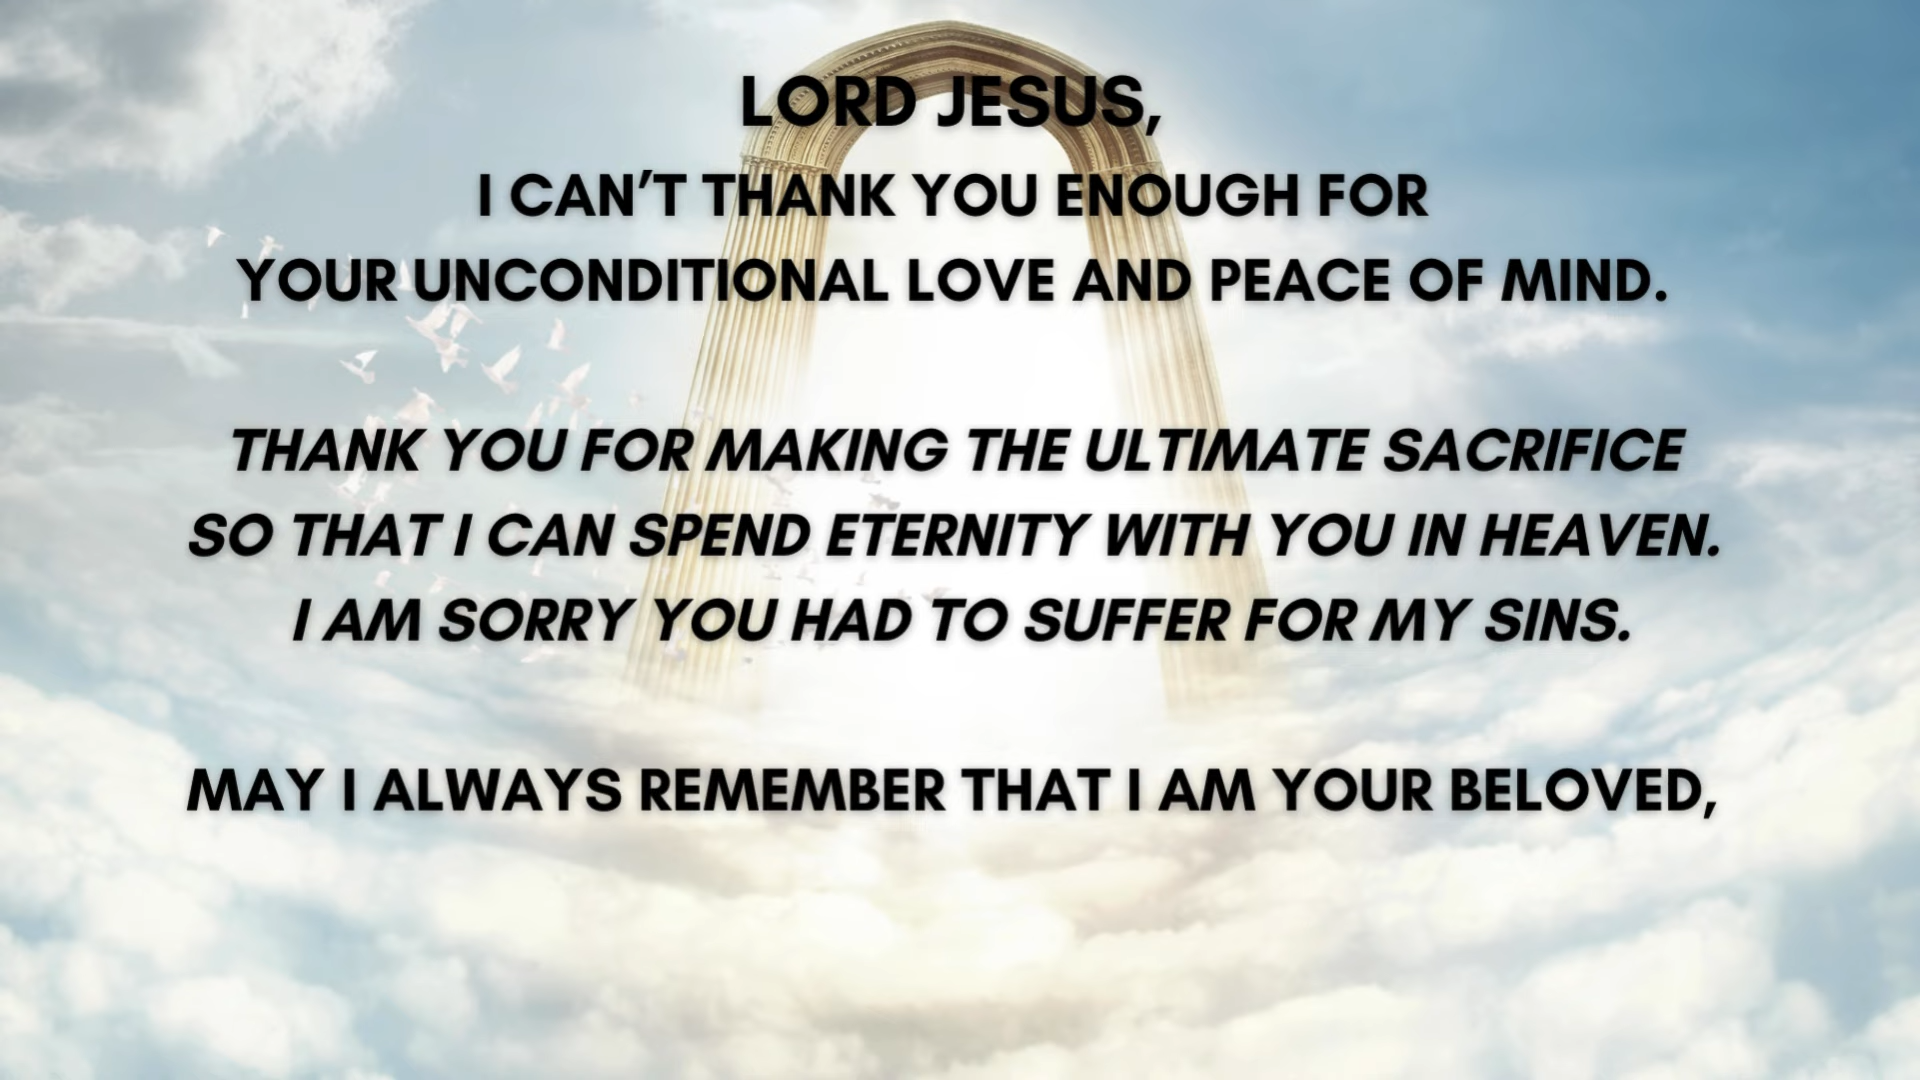 LORD JESUS,
I CAN’T THANK YOU ENOUGH FOR
YOUR UNCONDITIONAL LOVE AND PEACE OF MIND.
THANK YOU FOR MAKING THE ULTIMATE SACRIFICE
SO THAT I CAN SPEND ETERNITY WITH YOU IN HEAVEN.
I AM SORRY YOU HAD TO SUFFER FOR MY SINS.
MAY I ALWAYS REMEMBER THAT I AM YOUR BELOVED,